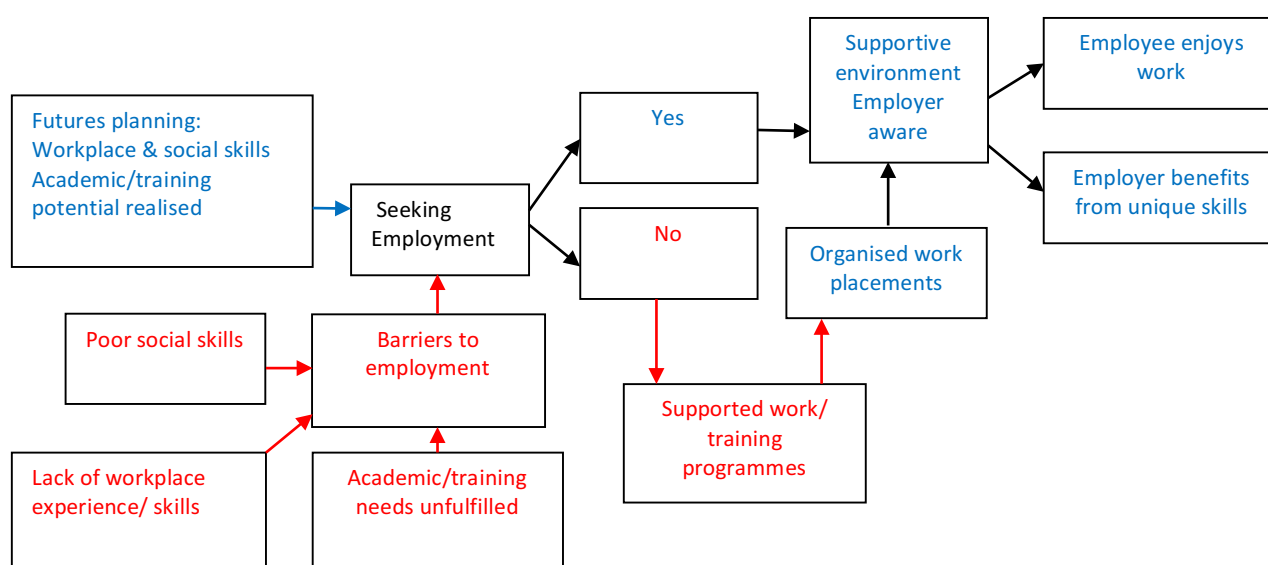 Futures planning:
Workplace & social skills
Academic/training
potential realised
Seeking
Employment
Yes
No
Supportive
environment
Employer
aware
Employee enjoys
work
Employer benefits
from unique skills
Organised work
placements
Poor social skills
Barriers to
employment
Supported work/
training
programmes
Lack of workplace
experience/ skills
Academic/training
needs unfulfilled